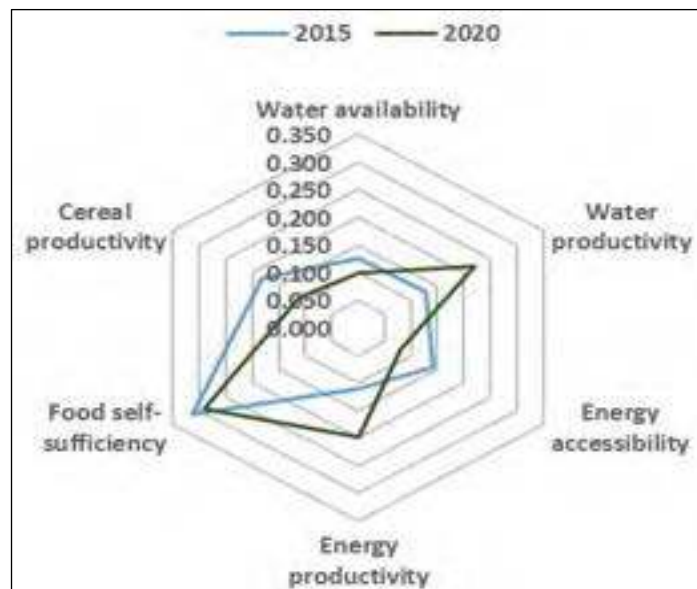 2015 2020
Water availability
0.350
0.300
0.250
0.200
0.150
0.100
0.050
0.000
Cereal
productivity
Water
productivity
Food self-
sufficiency
Energy
accessibility
Energy
productivity